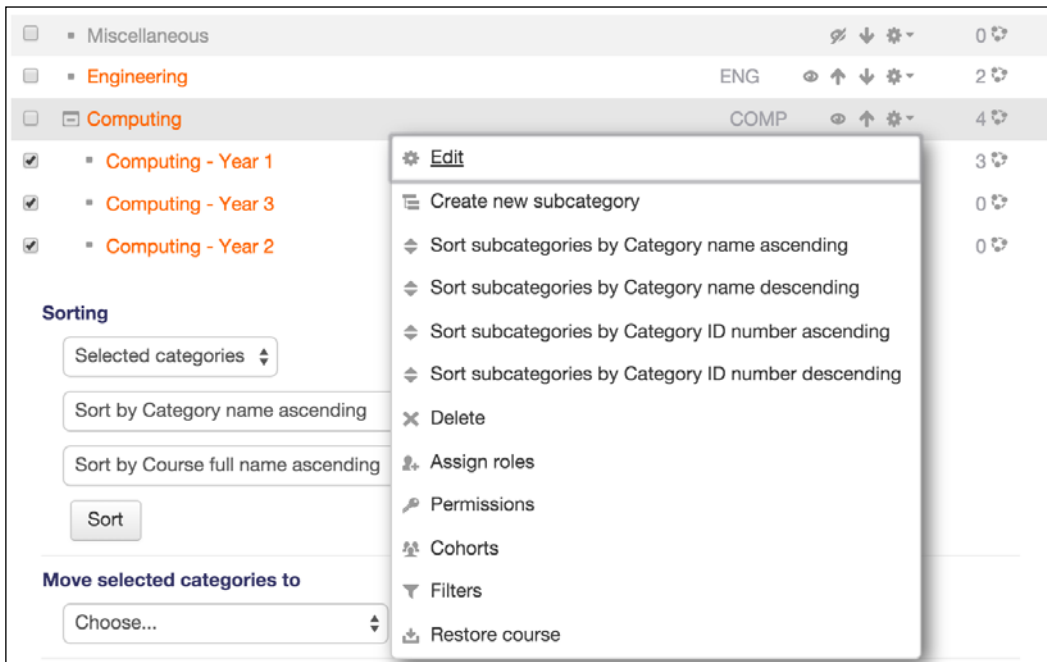 Miscellaneous 0
Engineering ENG 2
Computing COMP 4
Computing - Year 1 3
Computing - Year 3 0
Computing - Year 2 0
Edit
Create new subcategory
Sort subcategories by Category name ascending
Sort subcategories by Category name descending
Sort subcategories by Category ID number ascending
Sort subcategories by Category ID number descending
Delete
Assign roles
Permissions
Cohorts
Filters
Restore course
Sorting
Selected categories
Sort by Category name ascending
Sort by Course full name ascending
Sort
Move selected categories to
Choose...